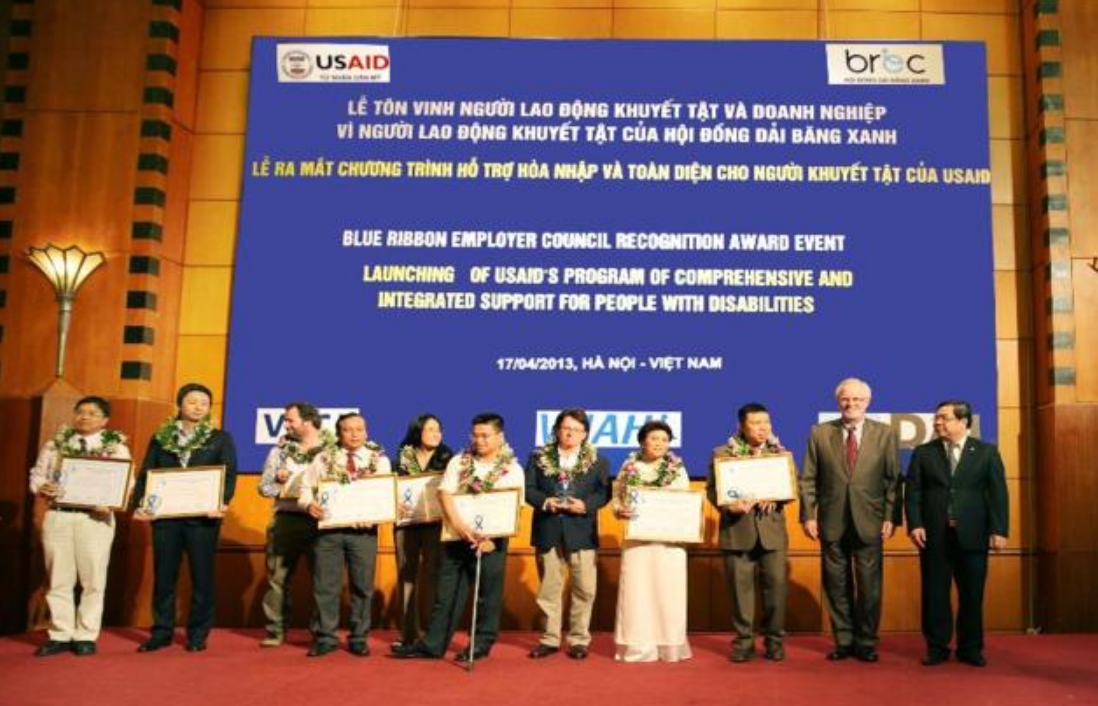 USAID
TỪ NHÂN DÂN MỸ
broc
HỘI ĐỒNG DẢI BĂNG XANH
LỄ TÔN VINH NGƯỜI LAO ĐỘNG KHUYẾT TẬT VÀ DOANH NGHIỆP
VÌ NGƯỜI LAO ĐỘNG KHUYẾT TẬT CỦA HỘI ĐỒNG DẢI BĂNG XANH
LỄ RA MẮT CHƯƠNG TRÌNH HỖ TRỢ HÒA NHẬP VÀ TOÀN DIỆN CHO NGƯỜI KHUYẾT TẬT CỦA USAID
BLUE RIBBON EMPLOYER COUNCIL RECOGNITION AWARD EVENT
LAUNCHING OF USAID'S PROGRAM OF COMPREHENSIVE AND
INTEGRATED SUPPORT FOR PEOPLE WITH DISABILITIES
17/04/2013, HÀ NỘI - VIỆT NAM